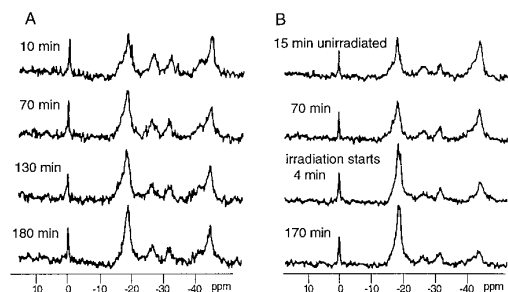 A
10 min
70 min
130 min
180 min
10 0 -10 -20 -30 -40 ppm
B
15 min unirradiated
70 min
irradiation starts
4 min
170 min
10 0 -10 -20 -30 -40 ppm